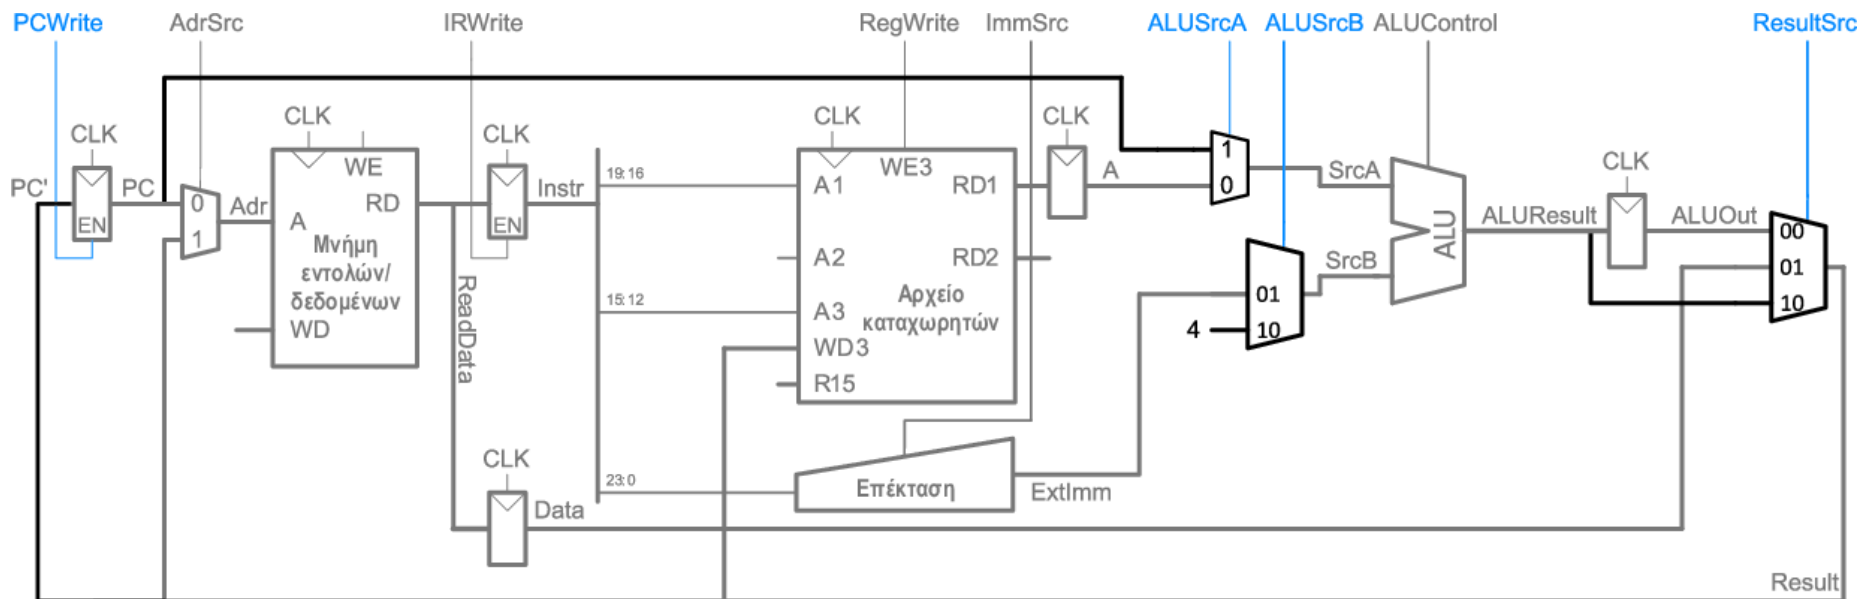 PCWrite AdrSrc IRWrite RegWrite ImmSrc ALUSrcA ALUSrcB ALUControl ResultSrc
CLK CLK CLK CLK CLK CLK
PC' PC EN
0 1 Adr
WE
RD
A
Μνήμη
εντολών/
δεδομένων
WD
EN Instr
ReadData
19:16
15:12
23:0
WE3
A1 RD1
A2 RD2
A3
Αρχείο
καταχωρητών
WD3
R15
A
1
0
SrcA
01
4 10
SrcB
ALU
ALUResult
ALUOut
00
01
10
CLK
Data
Επέκταση
ExtImm
Result